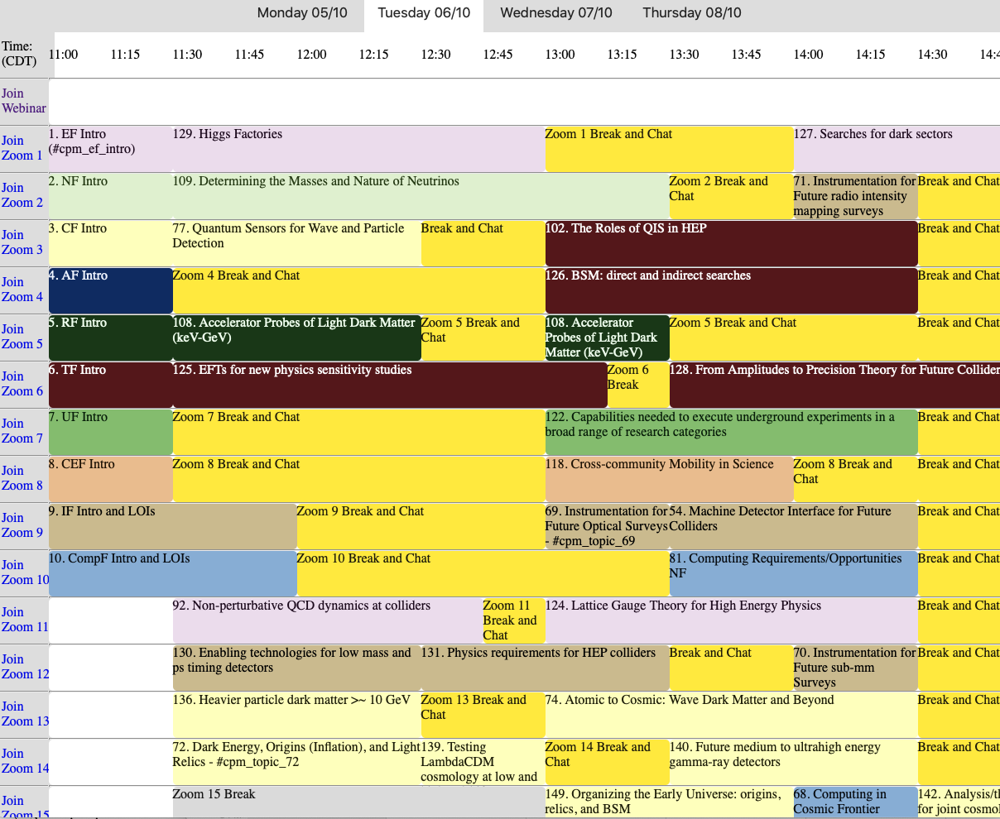 Monday 05/10 Tuesday 06/10 Wednesday 07/10 Thursday 08/10
Time:
(CDT)
11:00 11:15 11:30 11:45 12:00 12:15 12:30 12:45 13:00 13:15 13:30 13:45 14:00 14:15 14:30 14:4
Join
Webinar
Join
Zoom 1
1. EF Intro
(#cpm_ef_intro)
129. Higgs Factories
Zoom 1 Break and Chat
127. Searches for dark sectors
Join
Zoom 2
2. NF Intro
109. Determining the Masses and Nature of Neutrinos
Zoom 2 Break and
Chat
71. Instrumentation for
Future radio intensity
mapping surveys
Break and Chat
Join
Zoom 3
3. CF Intro
77. Quantum Sensors for Wave and Particle
Detection
Break and Chat
102. The Roles of QIS in HEP
Break and Chat
Join
Zoom 4
4. AF Intro
Zoom 4 Break and Chat
126. BSM: direct and indirect searches
Break and Chat
Join
Zoom 5
5. RF Intro
108. Accelerator Probes of Light Dark Matter
(keV-GeV)
Zoom 5 Break and
Chat
108. Accelerator
Probes of Light Dark
Matter (keV-GeV)
Zoom 5 Break and Chat
Break and Chat
Join
Zoom 6
6. TF Intro
125. EFTs for new physics sensitivity studies
Zoom 6
Break
128. From Amplitudes to Precision Theory for Future Collider
Join
Zoom 7
7. UF Intro
Zoom 7 Break and Chat
122. Capabilities needed to execute underground experiments in a
broad range of research categories
Break and Chat
Join
Zoom 8
8. CEF Intro
Zoom 8 Break and Chat
118. Cross-community Mobility in Science
Zoom 8 Break and
Chat
Break and Chat
Join
Zoom 9
9. IF Intro and LOIs
Zoom 9 Break and Chat
69. Instrumentation for
Future Optical Surveys
- #cpm_topic_69
54. Machine Detector Interface for Future
Colliders
Break and Chat
Join
Zoom 10
10. CompF Intro and LOIs
Zoom 10 Break and Chat
81. Computing Requirements/Opportunities
NF
Break and Chat
Join
Zoom 11
92. Non-perturbative QCD dynamics at colliders
Zoom 11
Break and
Chat
124. Lattice Gauge Theory for High Energy Physics
Break and Chat
Join
Zoom 12
130. Enabling technologies for low mass and
ps timing detectors
131. Physics requirements for HEP colliders
Break and Chat
70. Instrumentation for
Future sub-mm
Surveys
Break and Chat
Join
Zoom 13
136. Heavier particle dark matter >~ 10 GeV
Zoom 13 Break and
Chat
74. Atomic to Cosmic: Wave Dark Matter and Beyond
Break and Chat
Join
Zoom 14
72. Dark Energy, Origins (Inflation), and Light
Relics - #cpm_topic_72
139. Testing
LambdaCDM
cosmology at low and
Zoom 14 Break and
Chat
140. Future medium to ultrahigh energy
gamma-ray detectors
Break and Chat
Join
Zoom 15
Zoom 15 Break
149. Organizing the Early Universe: origins,
relics, and BSM
68. Computing in
Cosmic Frontier
142. Analysis/t
for joint cosmo